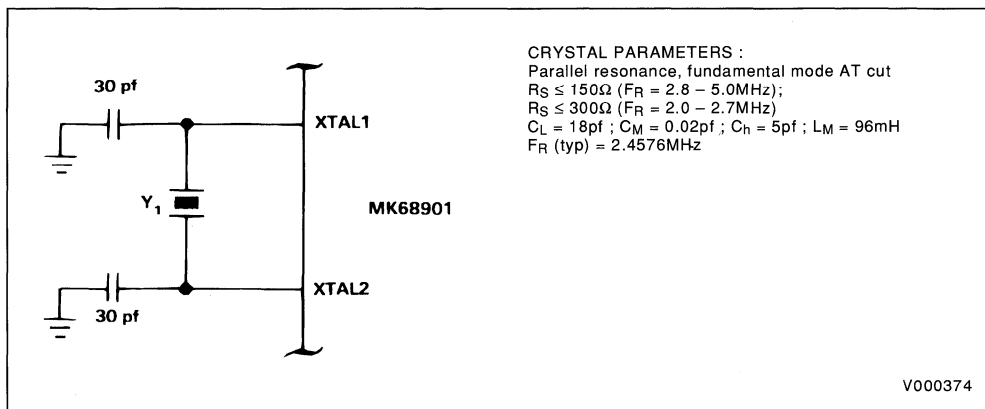 30 pf
XTAL1
Y1
MK68901
XTAL2
30 pf
CRYSTAL PARAMETERS :
Parallel resonance, fundamental mode AT cut
RS ≤ 150Ω (FR = 2.8 – 5.0MHz);
RS ≤ 300Ω (FR = 2.0 – 2.7MHz)
CL = 18pf ; CM = 0.02pf ; Ch = 5pf ; LM = 96mH
FR (typ) = 2.4576MHz
V000374